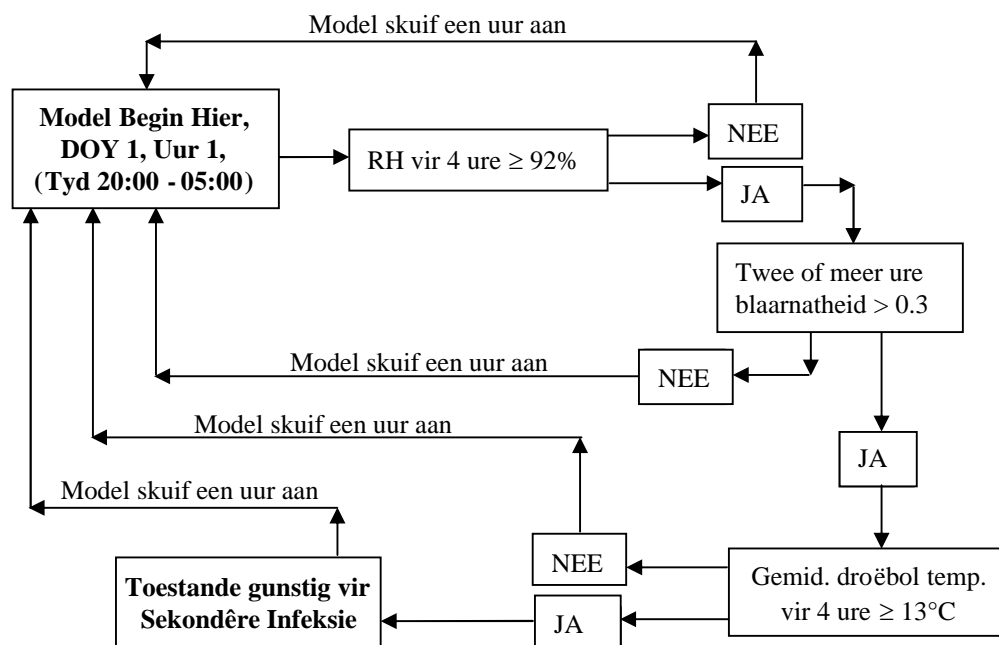 Model skuif een uur aan
Model Begin Hier,
DOY 1, Uur 1,
(Tyd 20:00 - 05:00)
RH vir 4 ure ≥ 92%
NEE
JA
Twee of meer ure
blaarnatheid > 0.3
Model skuif een uur aan
NEE
Model skuif een uur aan
JA
Model skuif een uur aan
NEE
Gemid. droëbol temp.
vir 4 ure ≥ 13°C
Toestande gunstig vir
Sekondêre Infeksie
JA